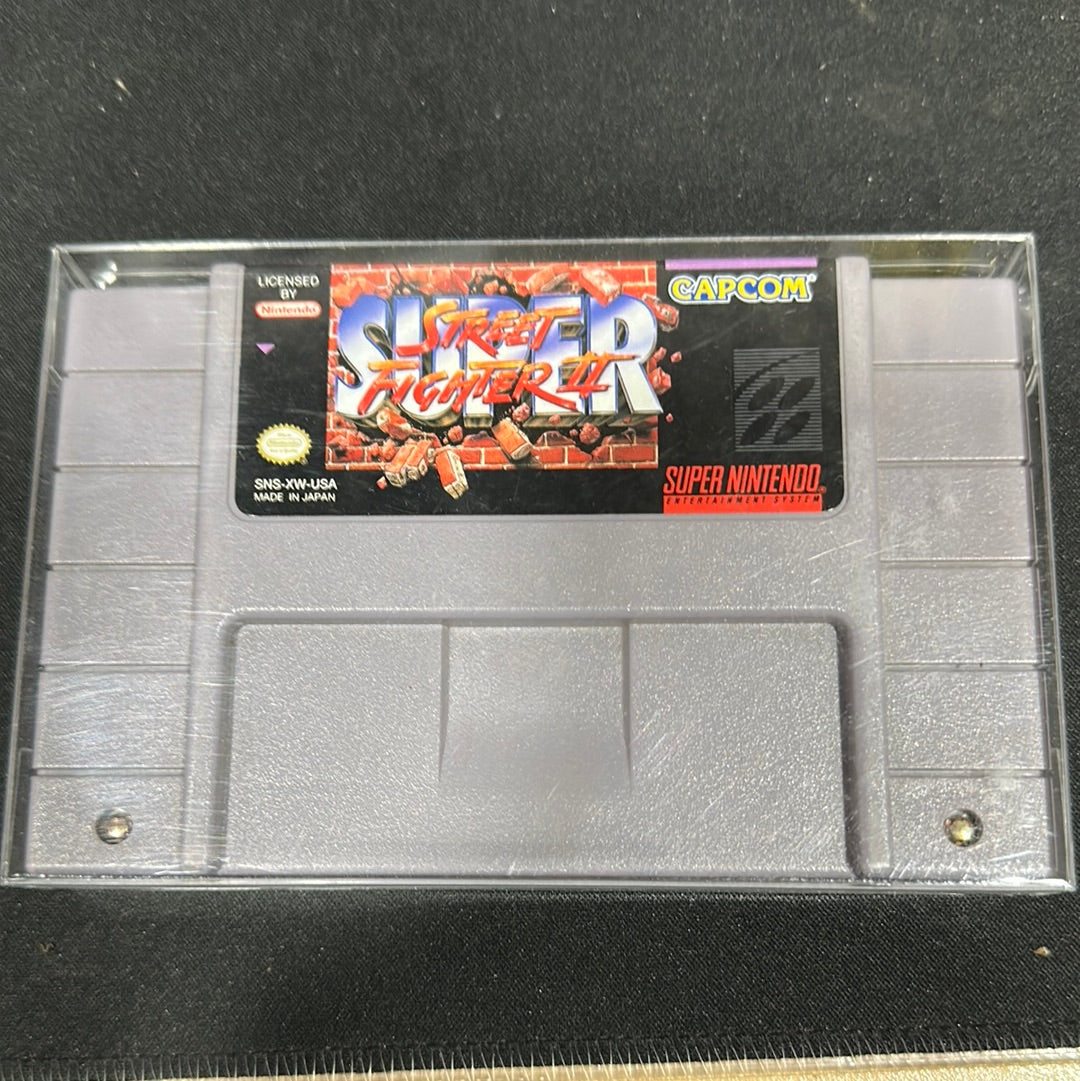 LICENSED
BY
Nintendo
SUPER
STREET
FIGHTER II
CAPCOM
SNS-XW-USA
MADE IN JAPAN
SUPER NINTENDO
ENTERTAINMENT SYSTEM